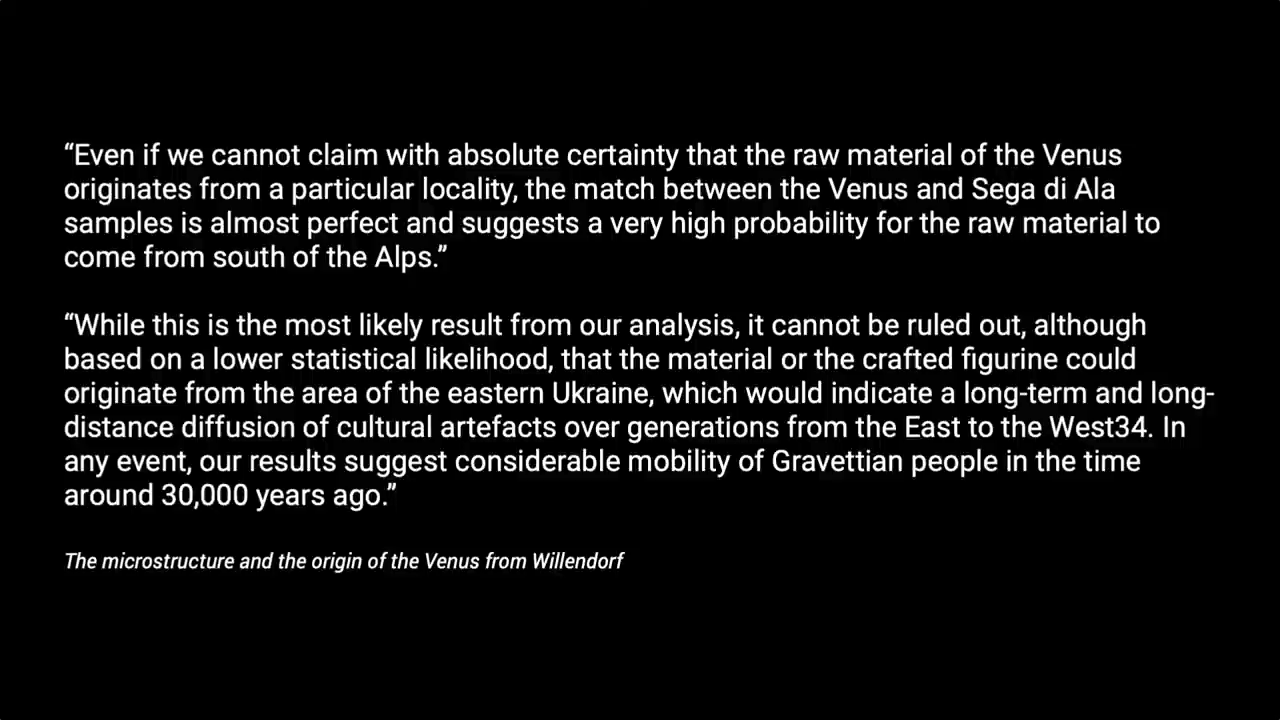 “Even if we cannot claim with absolute certainty that the raw material of the Venus
originates from a particular locality, the match between the Venus and Sega di Ala
samples is almost perfect and suggests a very high probability for the raw material to
come from south of the Alps.”
“While this is the most likely result from our analysis, it cannot be ruled out, although
based on a lower statistical likelihood, that the material or the crafted figurine could
originate from the area of the eastern Ukraine, which would indicate a long-term and long-
distance diffusion of cultural artefacts over generations from the East to the West34. In
any event, our results suggest considerable mobility of Gravettian people in the time
around 30,000 years ago.”
The microstructure and the origin of the Venus from Willendorf